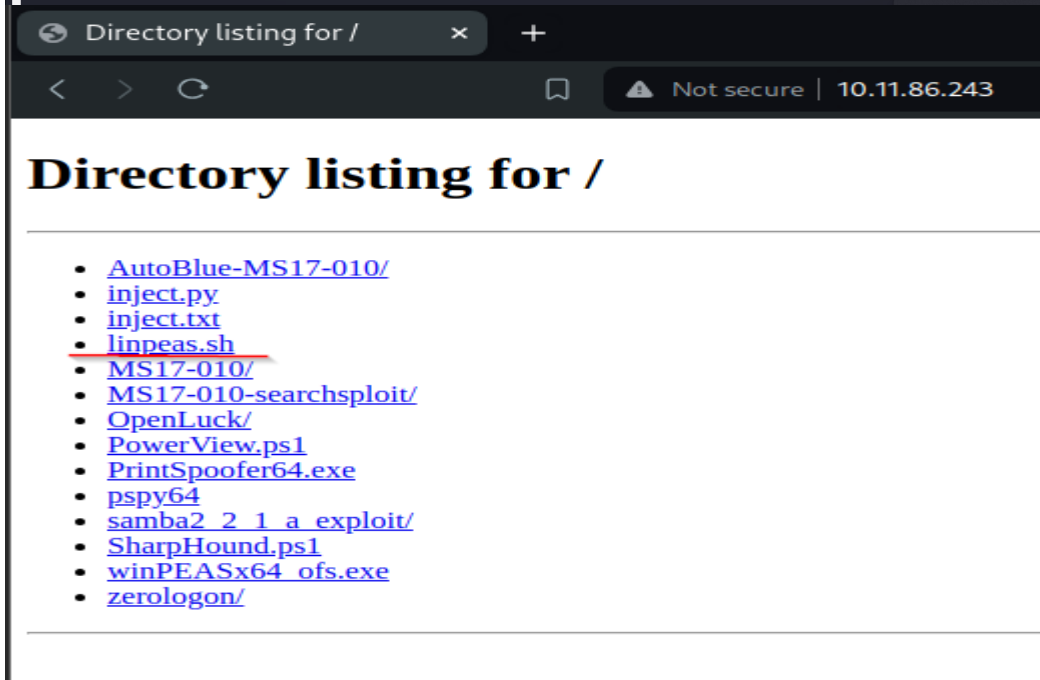 Directory listing for /
Not secure | 10.11.86.243
Directory listing for /
AutoBlue-MS17-010/
inject.py
inject.txt
linpeas.sh
MS17-010/
MS17-010-searchsploit/
OpenLuck/
PowerView.ps1
PrintSpoofer64.exe
pspy64
samba2_2_1_a_exploit/
SharpHound.ps1
winPEASx64_ofs.exe
zerologon/